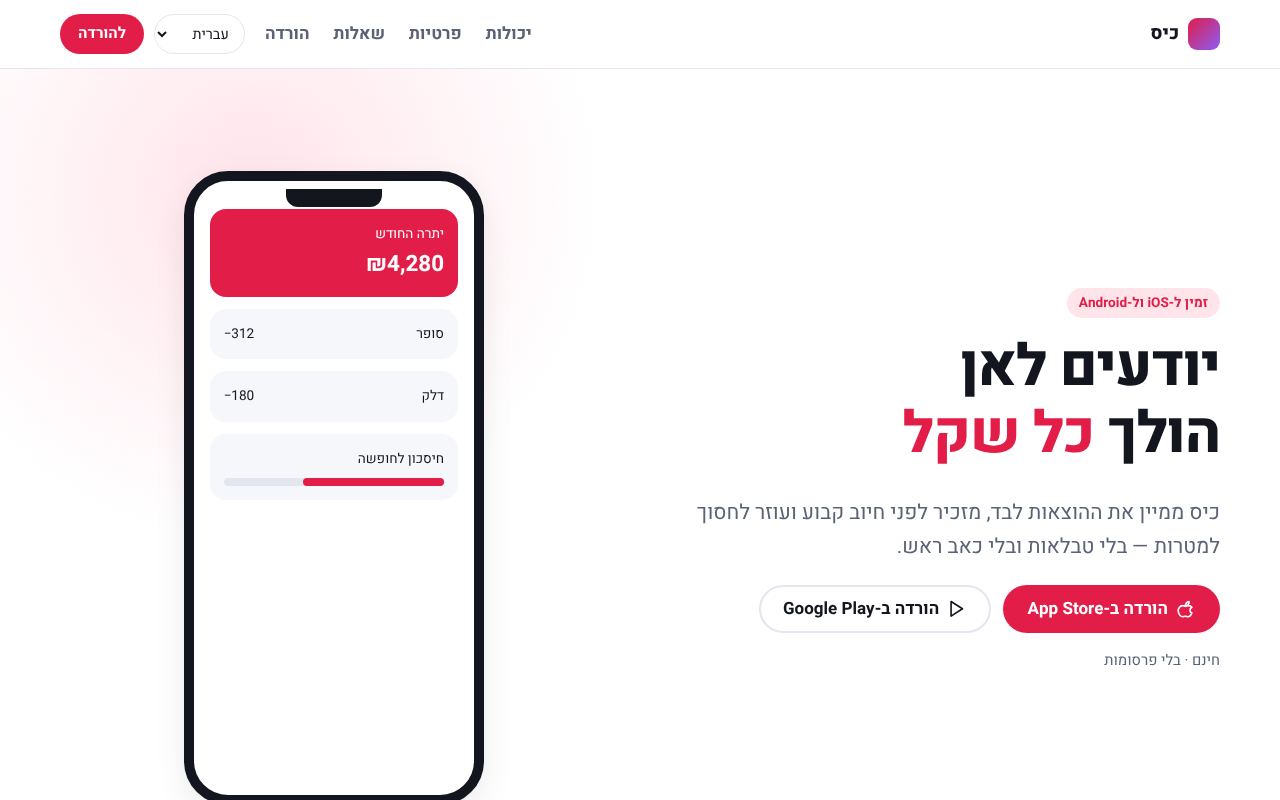 כיס
יכולות
פרטיות
שאלות
הורדה
עברית
להורדה
זמין ל-iOS ול-Android
יודעים לאן
הולך כל שקל
כיס ממיין את ההוצאות לבד, מזכיר לפני חיוב קבוע ועוזר לחסוך
למטרות — בלי טבלאות ובלי כאב ראש.
הורדה ב-App Store
הורדה ב-Google Play
חינם · בלי פרסומות
יתרה החודש
₪4,280
סופר
−312
דלק
−180
חיסכון לחופשה